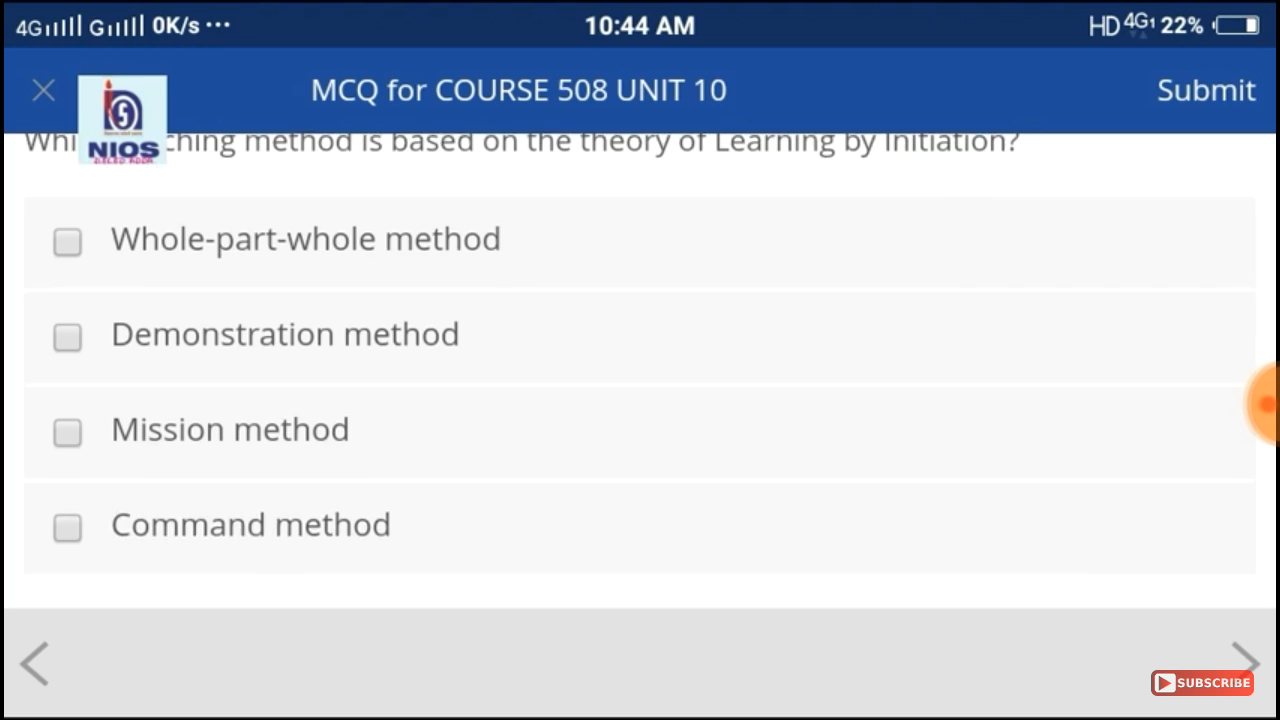 4G G 0K/s ··· 10:44 AM HD 4G 22%
MCQ for COURSE 508 UNIT 10 Submit
NIOS
method is based on the theory of Learning by Initiation?
Whole-part-whole method
Demonstration method
Mission method
Command method
SUBSCRIBE